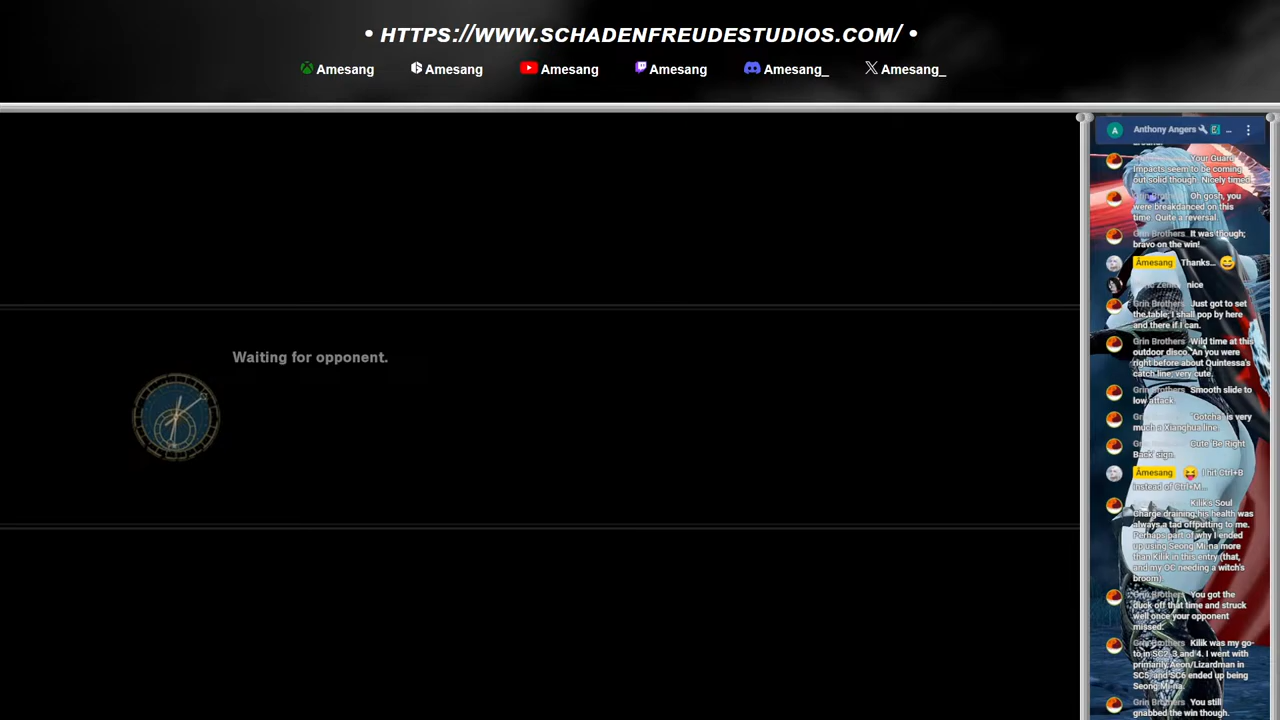 • HTTPS://WWW.SCHADENFREUDESTUDIOS.COM/ •
Amesang Amesang Amesang Amesang Amesang_ Amesang_
Waiting for opponent.
A Anthony Angers ...
around.
Your Guard
Impacts seem to be coming
out solid though. Nicely timed.
Grin Brothers Oh gosh, you
were breakdanced on this
time. Quite a reversal.
Grin Brothers It was though;
bravo on the win!
Āmesang Thanks...
nice
Grin Brothers Just got to set
the table; I shall pop by here
and there if I can.
Grin Brothers Wild time at this
outdoor disco. An you were
right before about Quintessa's
catch line; very cute.
Grin Brothers Smooth slide to
low attack.
'Gotcha' is very
much a Xianghua line.
Grin Brothers Cute 'Be Right
Back' sign.
Āmesang I hit Ctrl+B
instead of Ctrl+M...
Kilik's Soul
Charge draining his health was
always a tad offputting to me.
Perhaps part of why I ended
up using Seong Mi-na more
than Kilik in this entry (that,
and my OC needing a witch's
broom).
Grin Brothers You got the
duck off that time and struck
well once your opponent
missed.
Grin Brothers Kilik was my go-
to in SC2, 3 and 4. I went with
primarily Aeon/Lizardman in
SC5 and SC6 ended up being
Seong Mi-na.
Grin Brothers You still
gnabbed the win though.